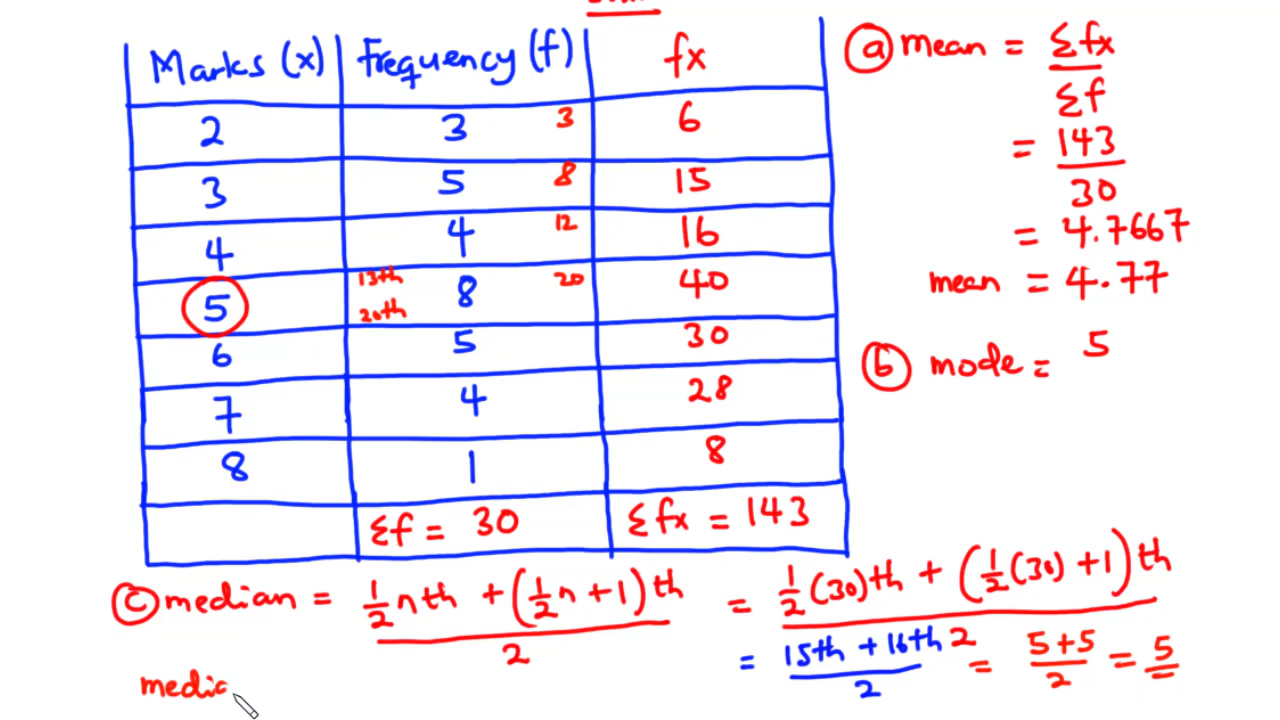 Marks (x) Frequency (f) fx
2 3 3 6
3 5 8 15
4 4 12 16
5 13th 20th 8 20 40
6 5 30
7 4 28
8 1 8
Σf = 30 Σfx = 143
(a) mean = Σfx / Σf
= 143 / 30
= 4.7667
mean = 4.77
(b) mode = 5
(c) median = ½nth + (½n + 1)th / 2 = ½(30)th + (½(30) + 1)th / 2
= 15th + 16th / 2 = 5+5 / 2 = 5
media